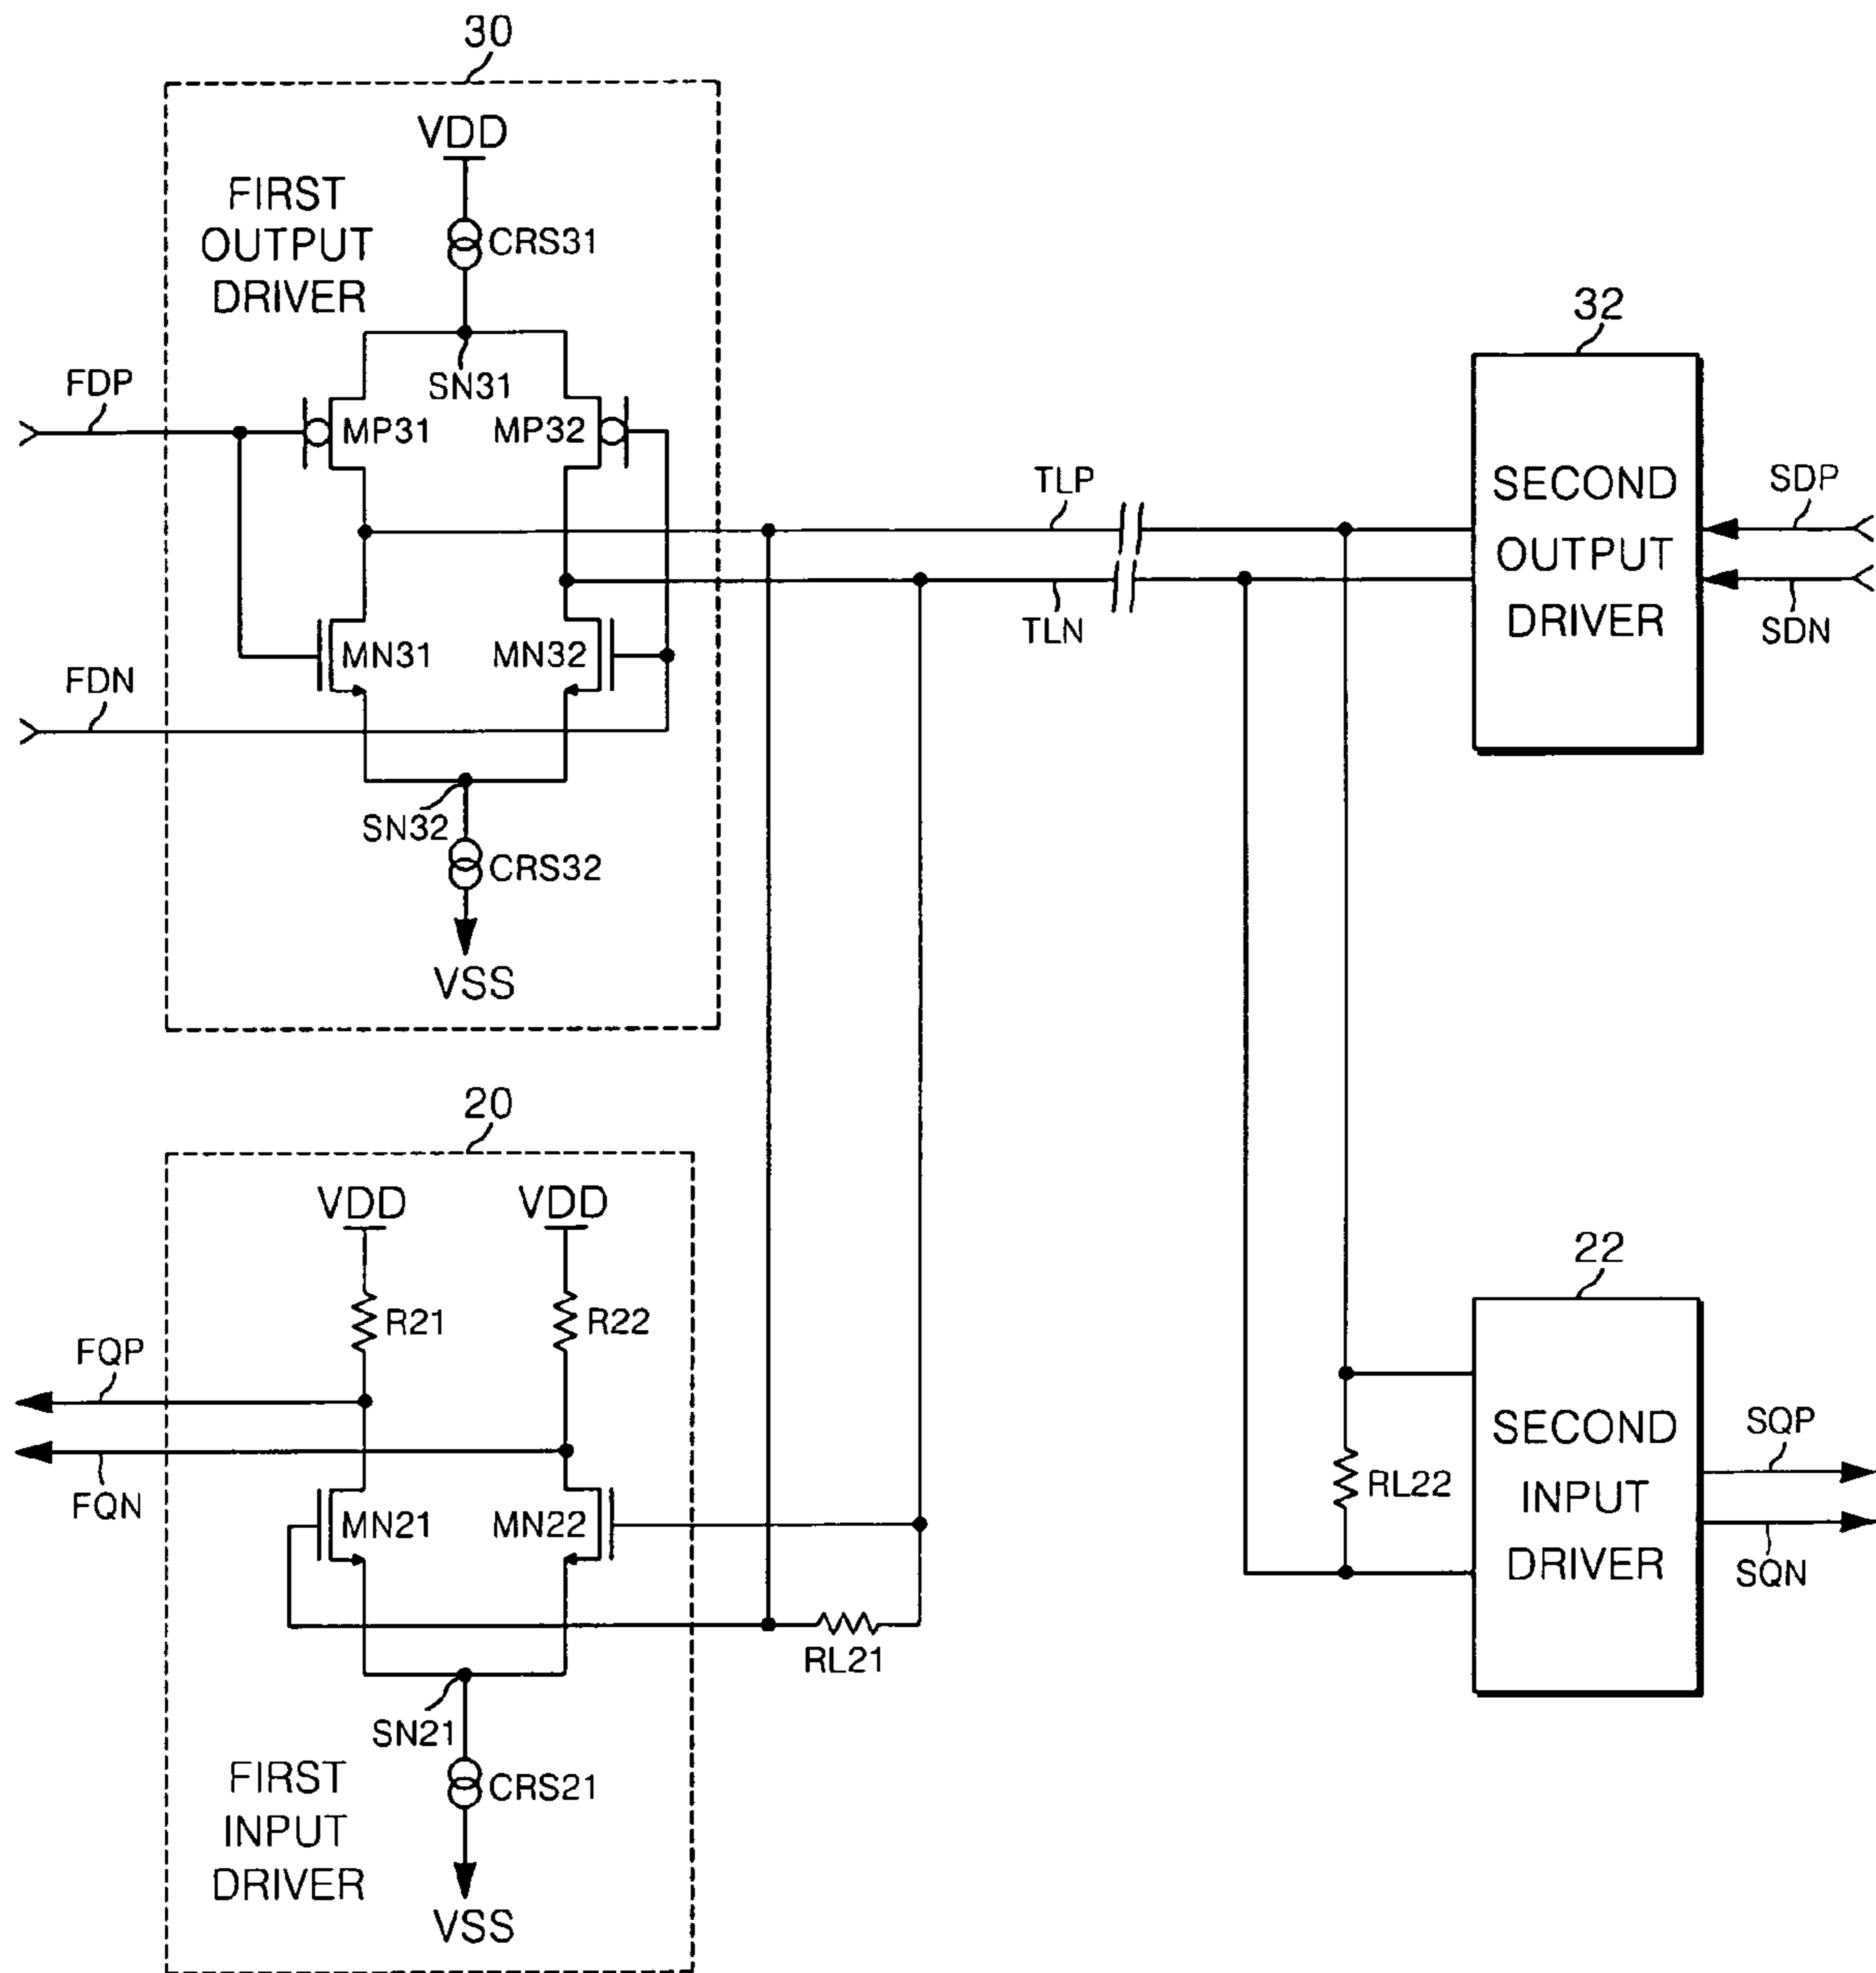 30
VDD
FIRST
OUTPUT
DRIVER
CRS31
SN31
FDP
MP31
MP32
MN31
MN32
FDN
SN32
CRS32
VSS
TLP
TLN
32
SECOND
OUTPUT
DRIVER
SDP
SDN
20
VDD
VDD
R21
R22
FQP
FQN
MN21
MN22
RL21
SN21
FIRST
INPUT
DRIVER
CRS21
VSS
22
RL22
SECOND
INPUT
DRIVER
SQP
SQN